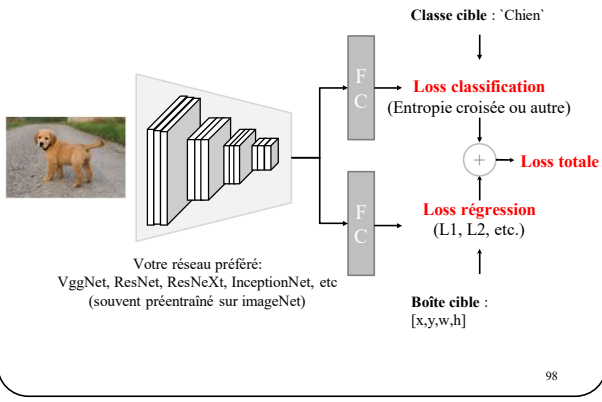 Classe cible : `Chien`
F
C
Loss classification
(Entropie croisée ou autre)
+
Loss totale
F
C
Loss régression
(L1, L2, etc.)
Votre réseau préféré:
VggNet, ResNet, ResNeXt, InceptionNet, etc
(souvent préentraîné sur imageNet)
Boîte cible :
[x,y,w,h]
98